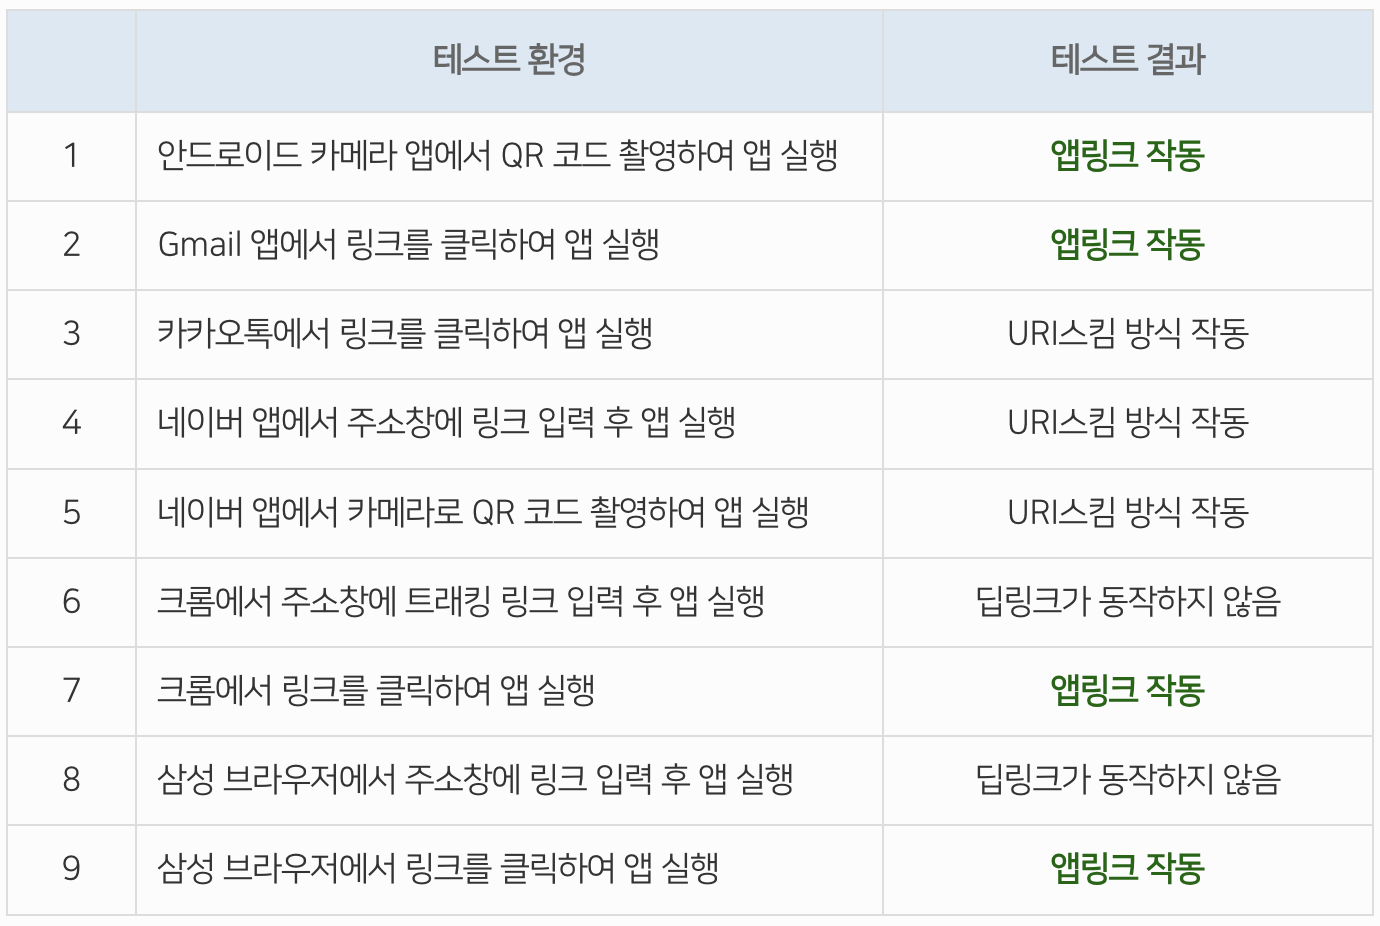 테스트 환경 테스트 결과
1 안드로이드 카메라 앱에서 QR 코드 촬영하여 앱 실행 앱링크 작동
2 Gmail 앱에서 링크를 클릭하여 앱 실행 앱링크 작동
3 카카오톡에서 링크를 클릭하여 앱 실행 URI스킴 방식 작동
4 네이버 앱에서 주소창에 링크 입력 후 앱 실행 URI스킴 방식 작동
5 네이버 앱에서 카메라로 QR 코드 촬영하여 앱 실행 URI스킴 방식 작동
6 크롬에서 주소창에 트래킹 링크 입력 후 앱 실행 딥링크가 동작하지 않음
7 크롬에서 링크를 클릭하여 앱 실행 앱링크 작동
8 삼성 브라우저에서 주소창에 링크 입력 후 앱 실행 딥링크가 동작하지 않음
9 삼성 브라우저에서 링크를 클릭하여 앱 실행 앱링크 작동